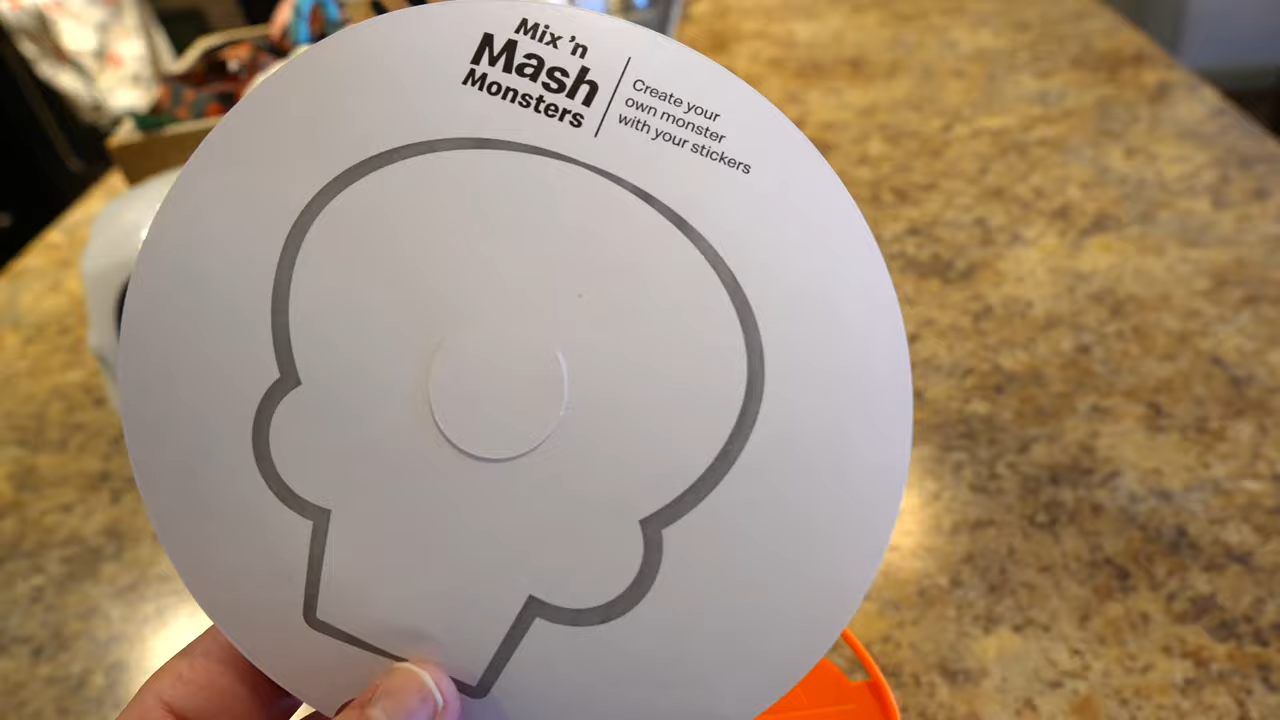 Mix 'n
Mash
Monsters
Create your
own monster
with your stickers